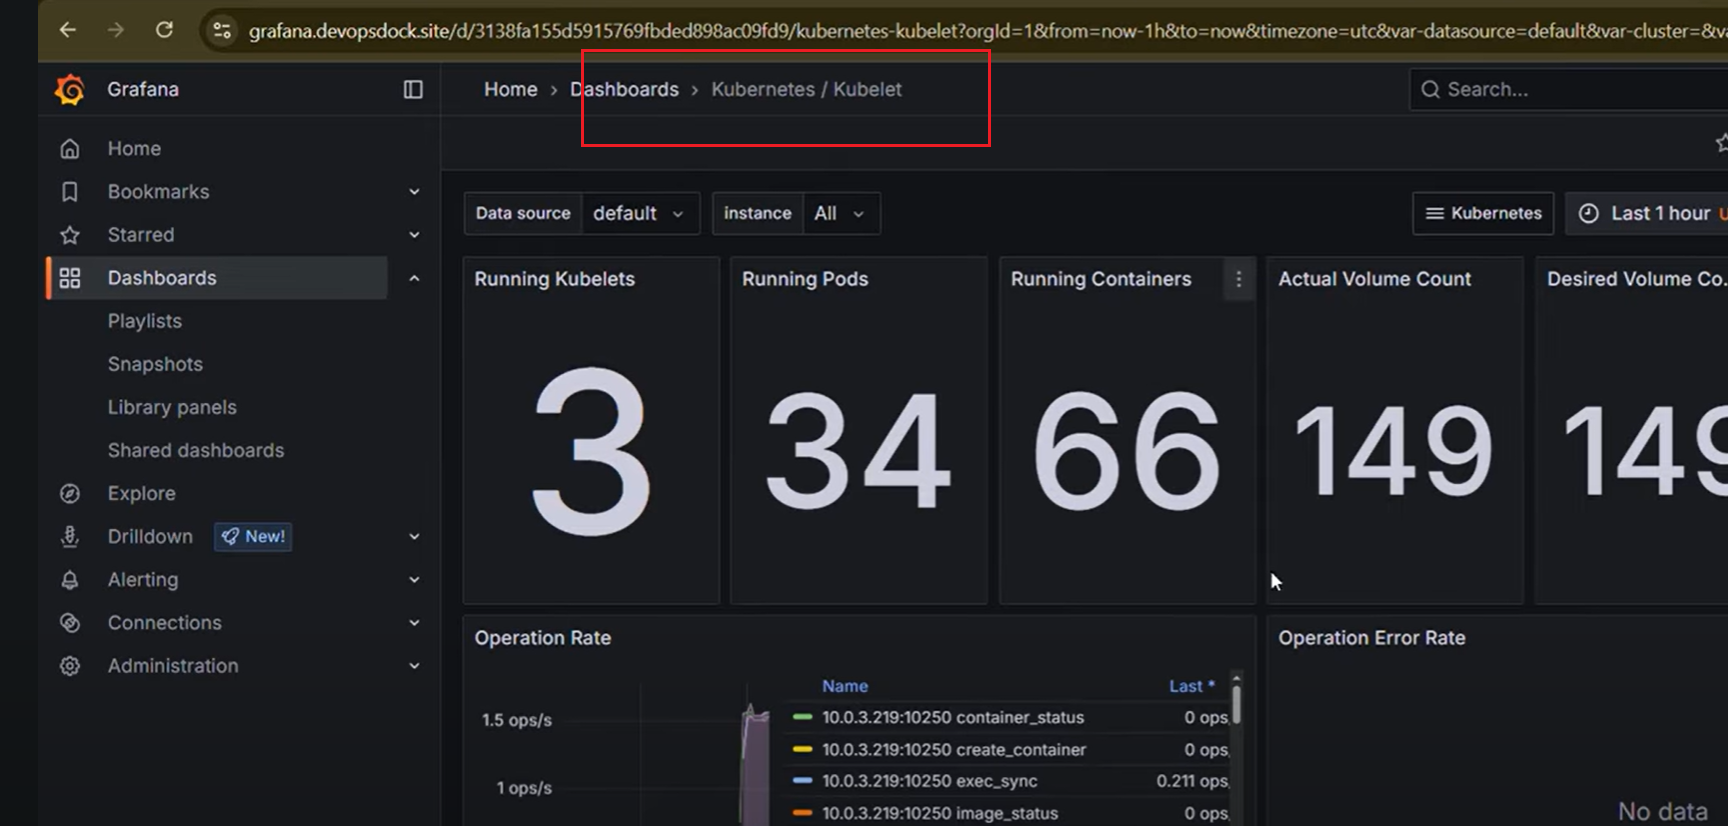 grafana.devopsdock.site/d/3138fa155d5915769fbded898ac09fd9/kubernetes-kubelet?orgId=1&from=now-1h&to=now&timezone=utc&var-datasource=default&var-cluster=&v
Grafana
Home › Dashboards › Kubernetes / Kubelet
Search...
Home
Bookmarks
Starred
Dashboards
Playlists
Snapshots
Library panels
Shared dashboards
Explore
Drilldown New!
Alerting
Connections
Administration
Data source default
instance All
Kubernetes
Last 1 hour
Running Kubelets
3
Running Pods
34
Running Containers
66
Actual Volume Count
149
Desired Volume Co...
149
Operation Rate
1.5 ops/s
1 ops/s
Name Last *
10.0.3.219:10250 container_status 0 ops
10.0.3.219:10250 create_container 0 ops
10.0.3.219:10250 exec_sync 0.211 ops
10.0.3.219:10250 image_status 0 ops
Operation Error Rate
No data